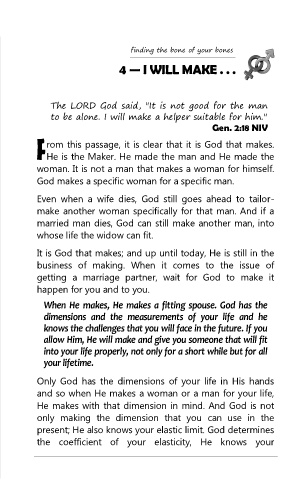 finding the bone of your bones
4 — I WILL MAKE . . .
The LORD God said, "It is not good for the man
to be alone. I will make a helper suitable for him."
Gen. 2:18 NIV
From this passage, it is clear that it is God that makes.
He is the Maker. He made the man and He made the
woman. It is not a man that makes a woman for himself.
God makes a specific woman for a specific man.
Even when a wife dies, God still goes ahead to tailor-
make another woman specifically for that man. And if a
married man dies, God can still make another man, into
whose life the widow can fit.
It is God that makes; and up until today, He is still in the
business of making. When it comes to the issue of
getting a marriage partner, wait for God to make it
happen for you and to you.
When He makes, He makes a fitting spouse. God has the
dimensions and the measurements of your life and he
knows the challenges that you will face in the future. If you
allow Him, He will make and give you someone that will fit
into your life properly, not only for a short while but for all
your lifetime.
Only God has the dimensions of your life in His hands
and so when He makes a woman or a man for your life,
He makes with that dimension in mind. And God is not
only making the dimension that you can use in the
present; He also knows your elastic limit. God determines
the coefficient of your elasticity, He knows your